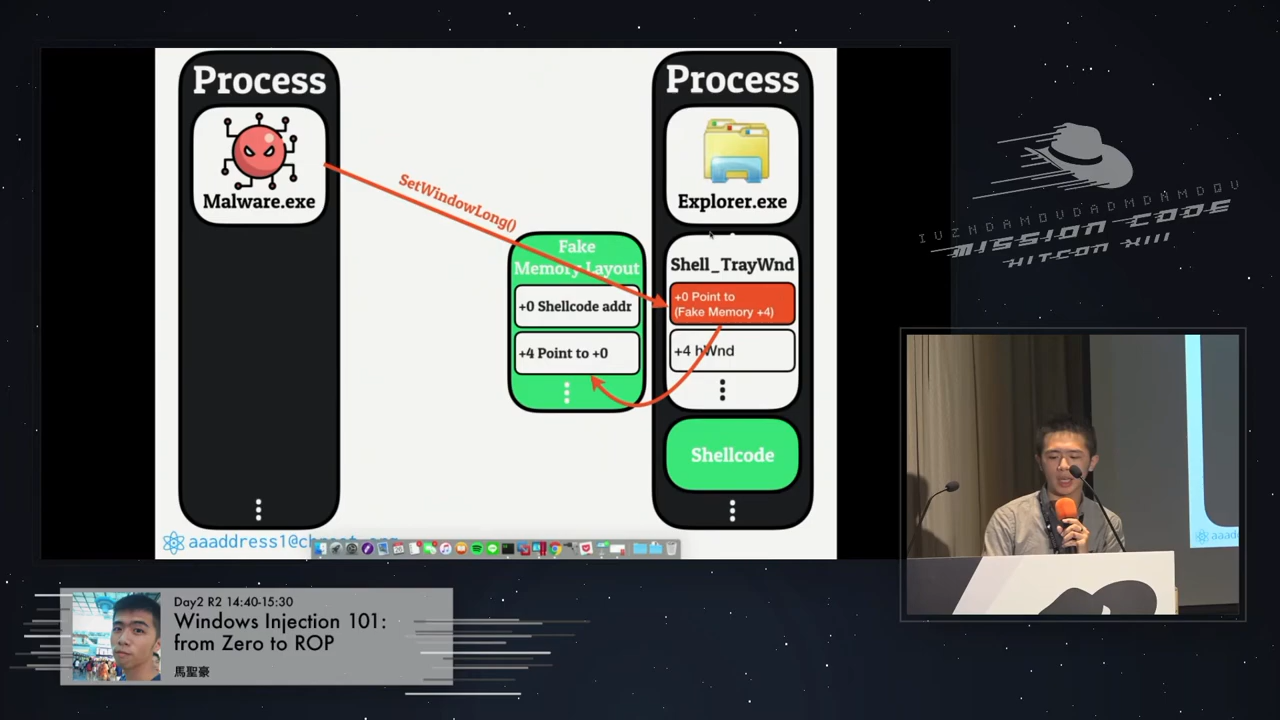 Process
Malware.exe
SetWindowLong()
Fake
Memory Layout
+0 Shellcode addr
+4 Point to +0
Process
Explorer.exe
Shell_TrayWnd
+0 Point to
(Fake Memory +4)
+4 hWnd
Shellcode
MISSION CODE
HITCON XIII
Day2 R2 14:40-15:30
Windows Injection 101:
from Zero to ROP
馬聖豪